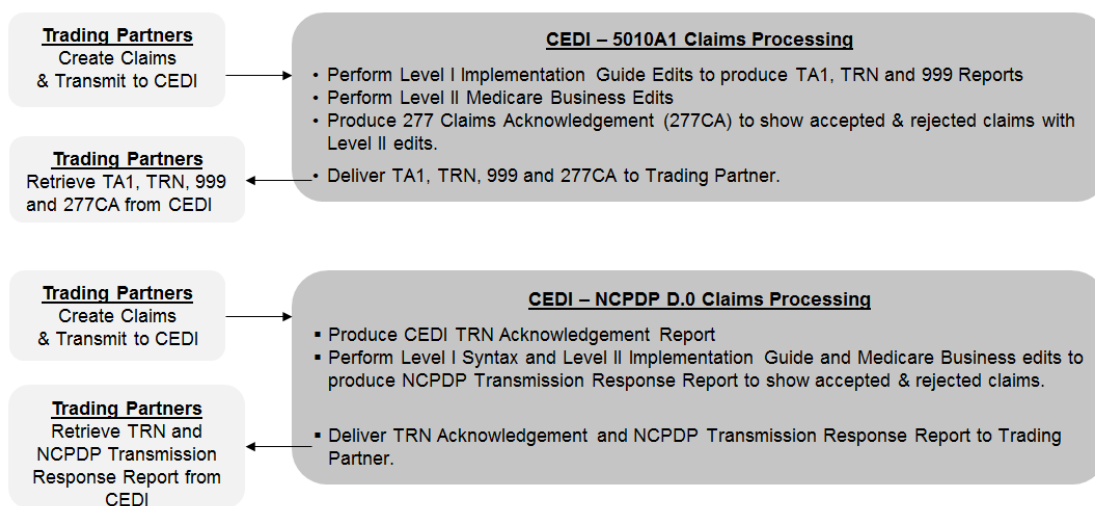 Trading Partners
Create Claims
& Transmit to CEDI
CEDI – 5010A1 Claims Processing
• Perform Level I Implementation Guide Edits to produce TA1, TRN and 999 Reports
• Perform Level II Medicare Business Edits
• Produce 277 Claims Acknowledgement (277CA) to show accepted & rejected claims with
Level II edits.
• Deliver TA1, TRN, 999 and 277CA to Trading Partner.
Trading Partners
Retrieve TA1, TRN, 999
and 277CA from CEDI
Trading Partners
Create Claims
& Transmit to CEDI
CEDI – NCPDP D.0 Claims Processing
▪ Produce CEDI TRN Acknowledgement Report
▪ Perform Level I Syntax and Level II Implementation Guide and Medicare Business edits to
produce NCPDP Transmission Response Report to show accepted & rejected claims.
▪ Deliver TRN Acknowledgement and NCPDP Transmission Response Report to Trading
Partner.
Trading Partners
Retrieve TRN and
NCPDP Transmission
Response Report from
CEDI